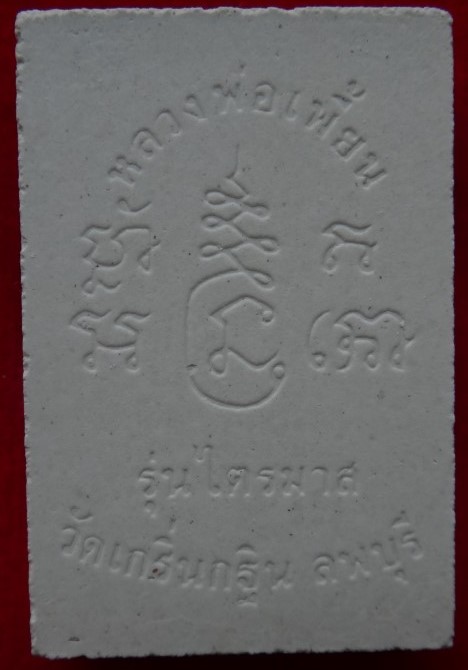 หลวงพ่อเพี้ยน
รุ่นไตรมาส
วัดเกริ่นกฐิน ลพบุรี